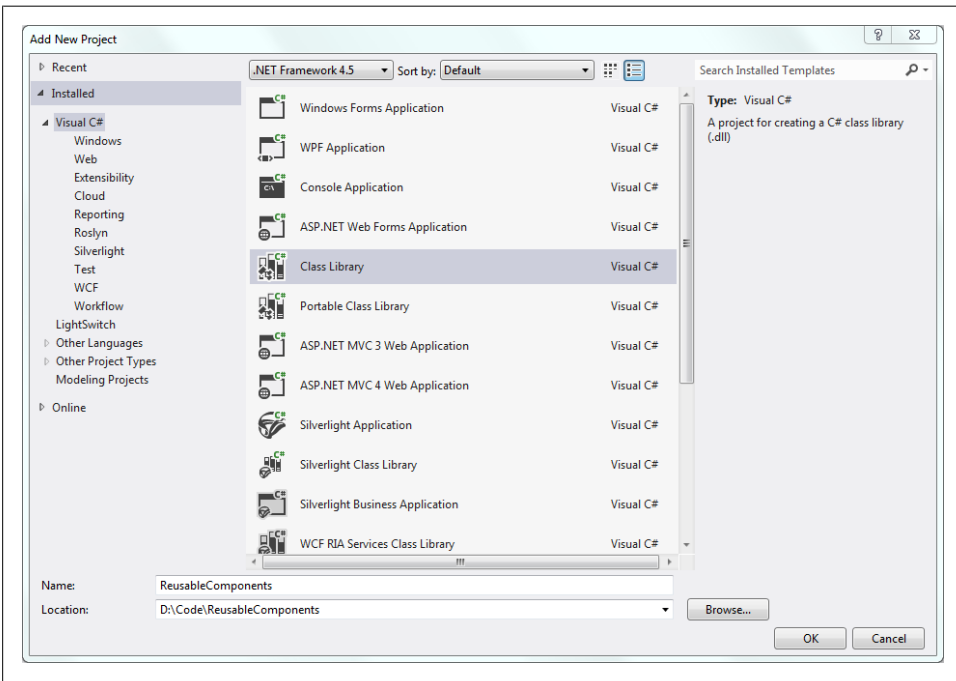 Add New Project
Recent
Installed
Visual C#
Windows
Web
Extensibility
Cloud
Reporting
Roslyn
Silverlight
Test
WCF
Workflow
LightSwitch
Other Languages
Other Project Types
Modeling Projects
Online
.NET Framework 4.5 Sort by: Default
Windows Forms Application Visual C#
WPF Application Visual C#
Console Application Visual C#
ASP.NET Web Forms Application Visual C#
Class Library Visual C#
Portable Class Library Visual C#
ASP.NET MVC 3 Web Application Visual C#
ASP.NET MVC 4 Web Application Visual C#
Silverlight Application Visual C#
Silverlight Class Library Visual C#
Silverlight Business Application Visual C#
WCF RIA Services Class Library Visual C#
Search Installed Templates
Type: Visual C#
A project for creating a C# class library
(.dll)
Name: ReusableComponents
Location: D:\Code\ReusableComponents
Browse...
OK Cancel